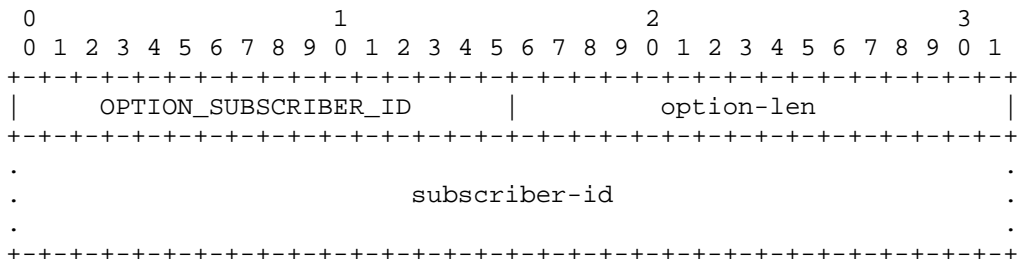 0                   1                   2                   3
 0 1 2 3 4 5 6 7 8 9 0 1 2 3 4 5 6 7 8 9 0 1 2 3 4 5 6 7 8 9 0 1
+-+-+-+-+-+-+-+-+-+-+-+-+-+-+-+-+-+-+-+-+-+-+-+-+-+-+-+-+-+-+-+-+
|     OPTION_SUBSCRIBER_ID      |         option-len            |
+-+-+-+-+-+-+-+-+-+-+-+-+-+-+-+-+-+-+-+-+-+-+-+-+-+-+-+-+-+-+-+-+
.                                                               .
.                         subscriber-id                         .
.                                                               .
+-+-+-+-+-+-+-+-+-+-+-+-+-+-+-+-+-+-+-+-+-+-+-+-+-+-+-+-+-+-+-+-+